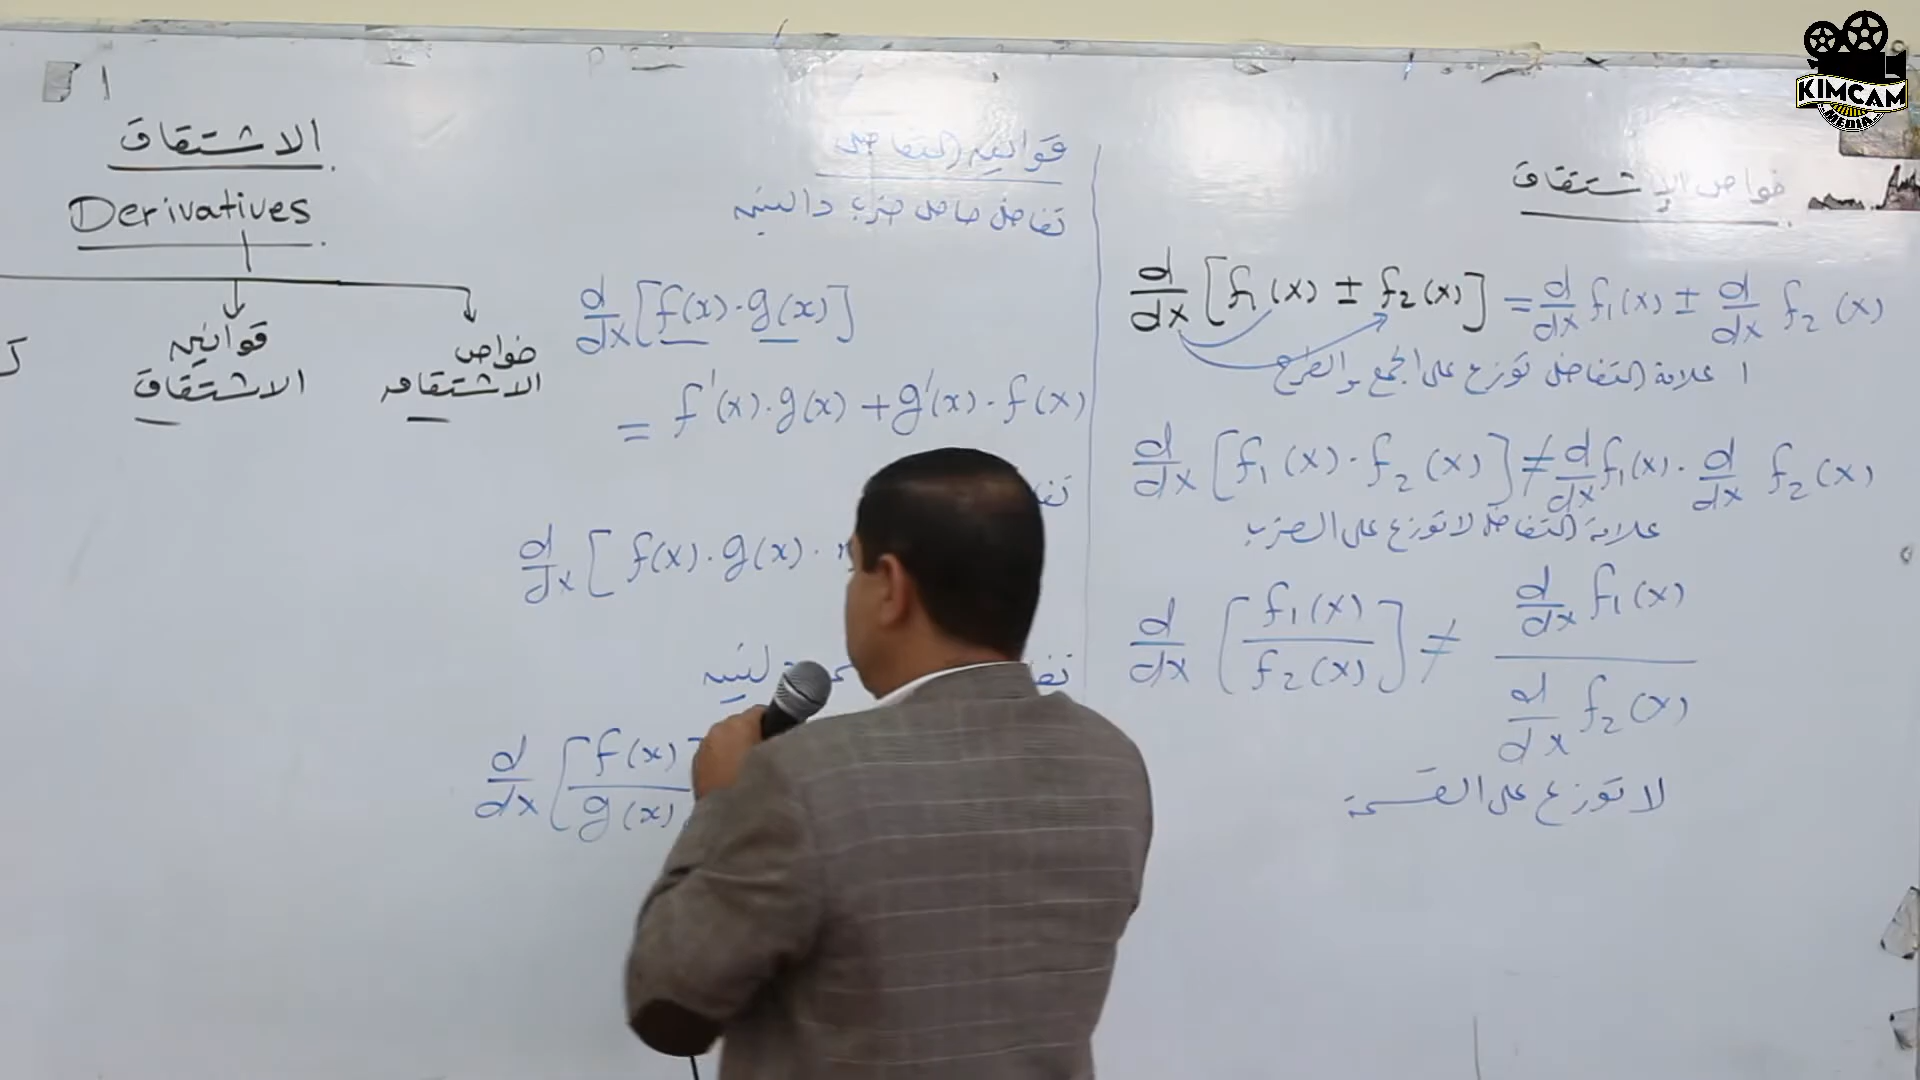 KIMCAM
MEDIA
خواص الاشتقاق
d/dx [f₁(x) ± f₂(x)] = d/dx f₁(x) ± d/dx f₂(x)
١ علامة التفاضل توزع على الجمع والطرح
d/dx [f₁(x) · f₂(x)] ≠ d/dx f₁(x) · d/dx f₂(x)
علامة التفاضل لا توزع على الضرب
d/dx [f₁(x)/f₂(x)] ≠ (d/dx f₁(x))/(d/dx f₂(x))
لا توزع على القسمة
قوانين التفاضل
تفاضل حاصل ضرب دالتين
d/dx [f(x) · g(x)]
= f'(x) · g(x) + g'(x) · f(x)
d/dx [f(x) · g(x) ·
d/dx [f(x)/g(x)]
الاشتقاق
Derivatives
خواص
الاشتقاق
قوانين
الاشتقاق